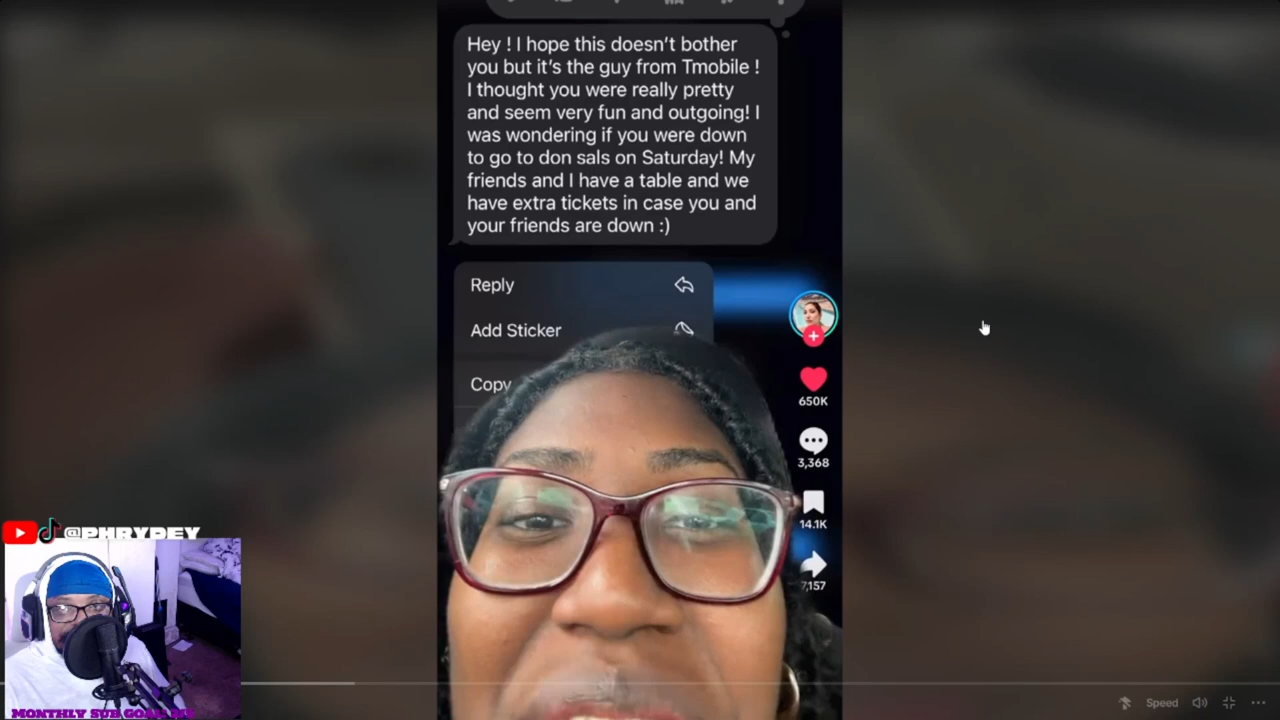 Hey ! I hope this doesn't bother
you but it's the guy from Tmobile !
I thought you were really pretty
and seem very fun and outgoing! I
was wondering if you were down
to go to don sals on Saturday! My
friends and I have a table and we
have extra tickets in case you and
your friends are down :)
Reply
Add Sticker
Copy
650K
3,368
14.1K
7,157
@PHRYDEY
MONTHLY SUB GOAL:
Speed